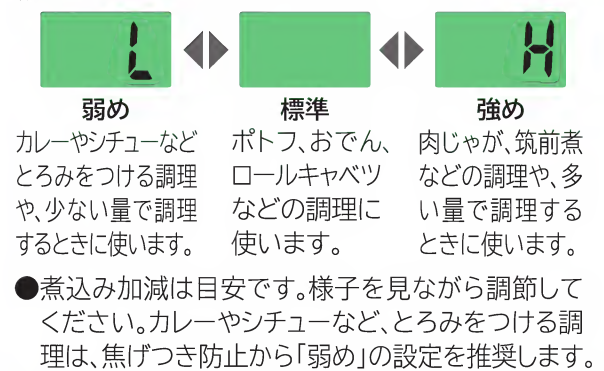 L
H
弱め
カレーやシチューなど
とろみをつける調理
や、少ない量で調理
するときに使います。
標準
ポトフ、おでん、
ロールキャベツ
などの調理に
使います。
強め
肉じゃが、筑前煮
などの調理や、多
い量で調理する
ときに使います。
●煮込み加減は目安です。様子を見ながら調節して
ください。カレーやシチューなど、とろみをつける調
理は、焦げつき防止から「弱め」の設定を推奨します。